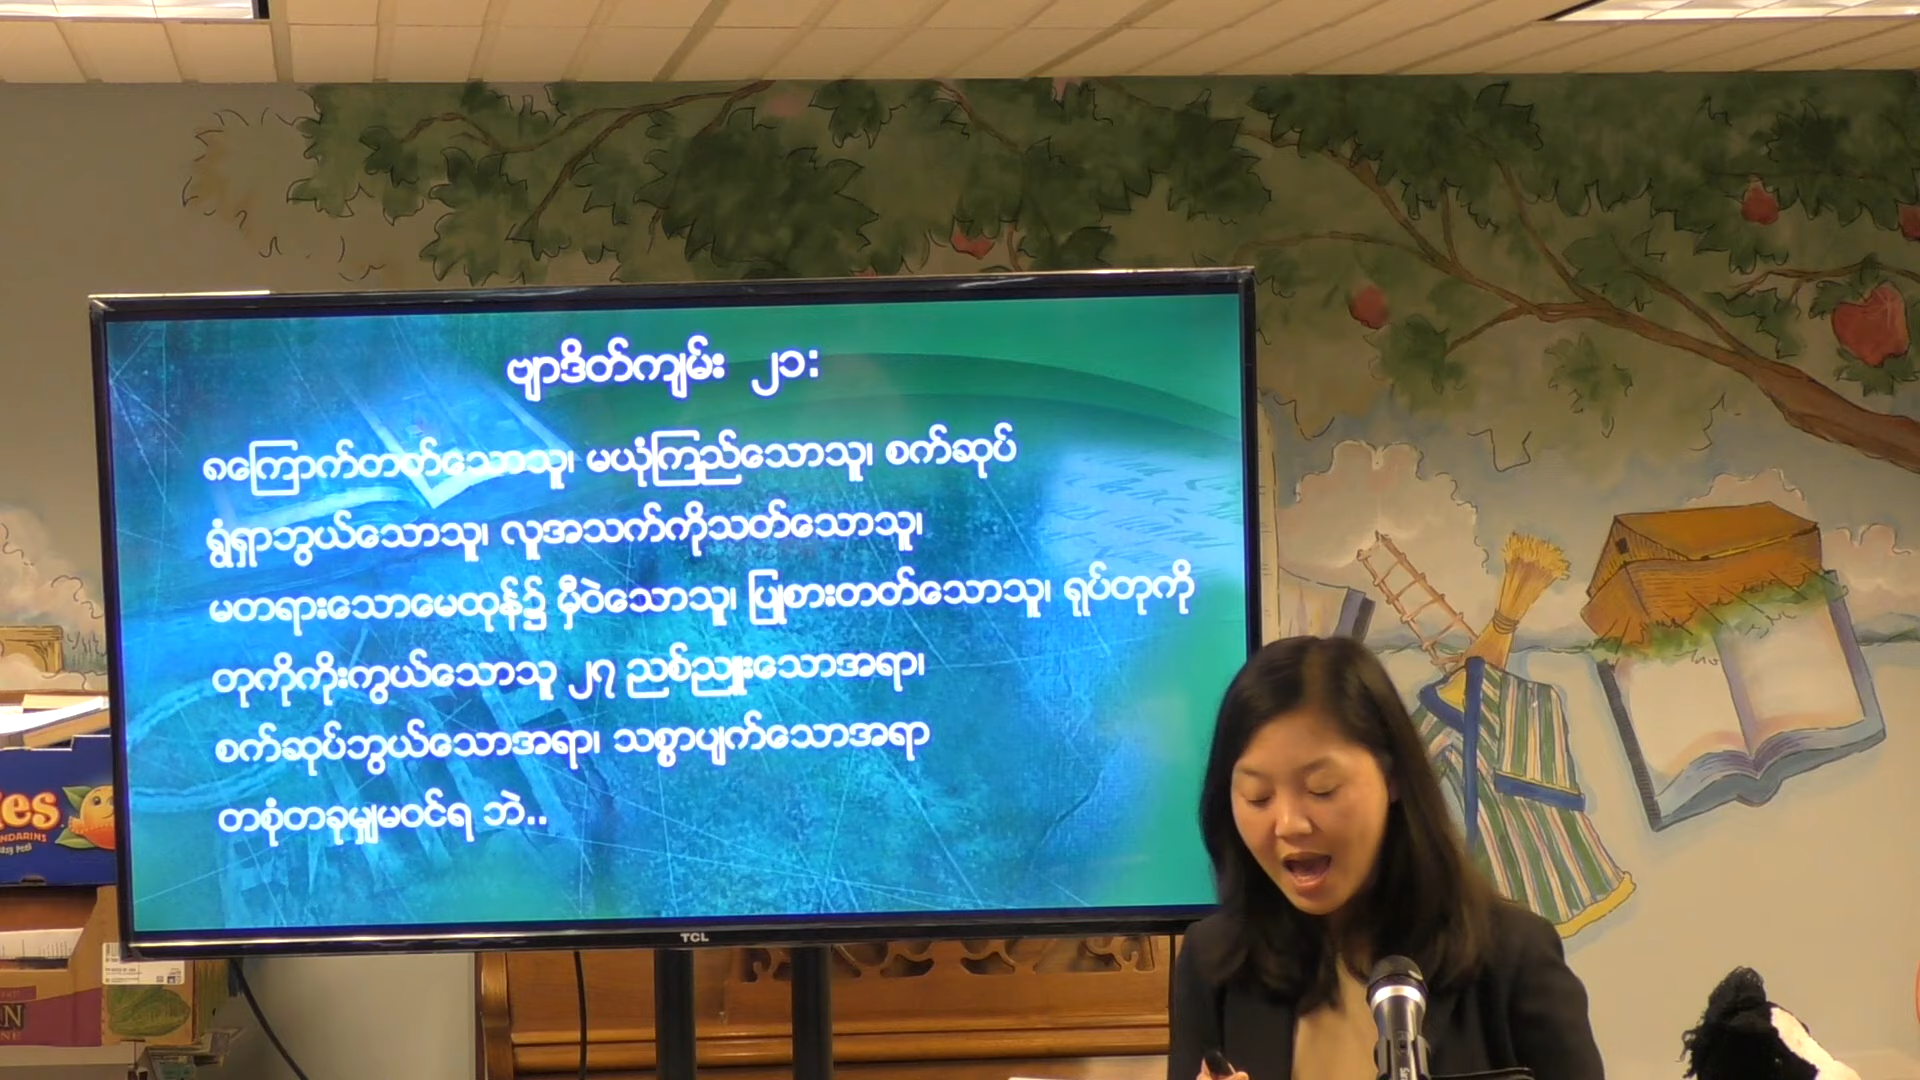 ဗျာဒိတ်ကျမ်း ၂၁:
၈ကြောက်တတ်သောသူ၊ မယုံကြည်သောသူ၊ စက်ဆုပ်
ရွံရှာဘွယ်သောသူ၊ လူအသက်ကိုသတ်သောသူ၊
မတရားသောမေထုန်၌ မှီဝဲသောသူ၊ ပြုစားတတ်သောသူ၊ ရုပ်တုကို
တုကိုကိုးကွယ်သောသူ ၂၇ ညစ်ညူးသောအရာ၊
စက်ဆုပ်ဘွယ်သောအရာ၊ သစ္စာပျက်သောအရာ
တစုံတခုမျှမဝင်ရ ဘဲ..
TCL
ies
NDARINS